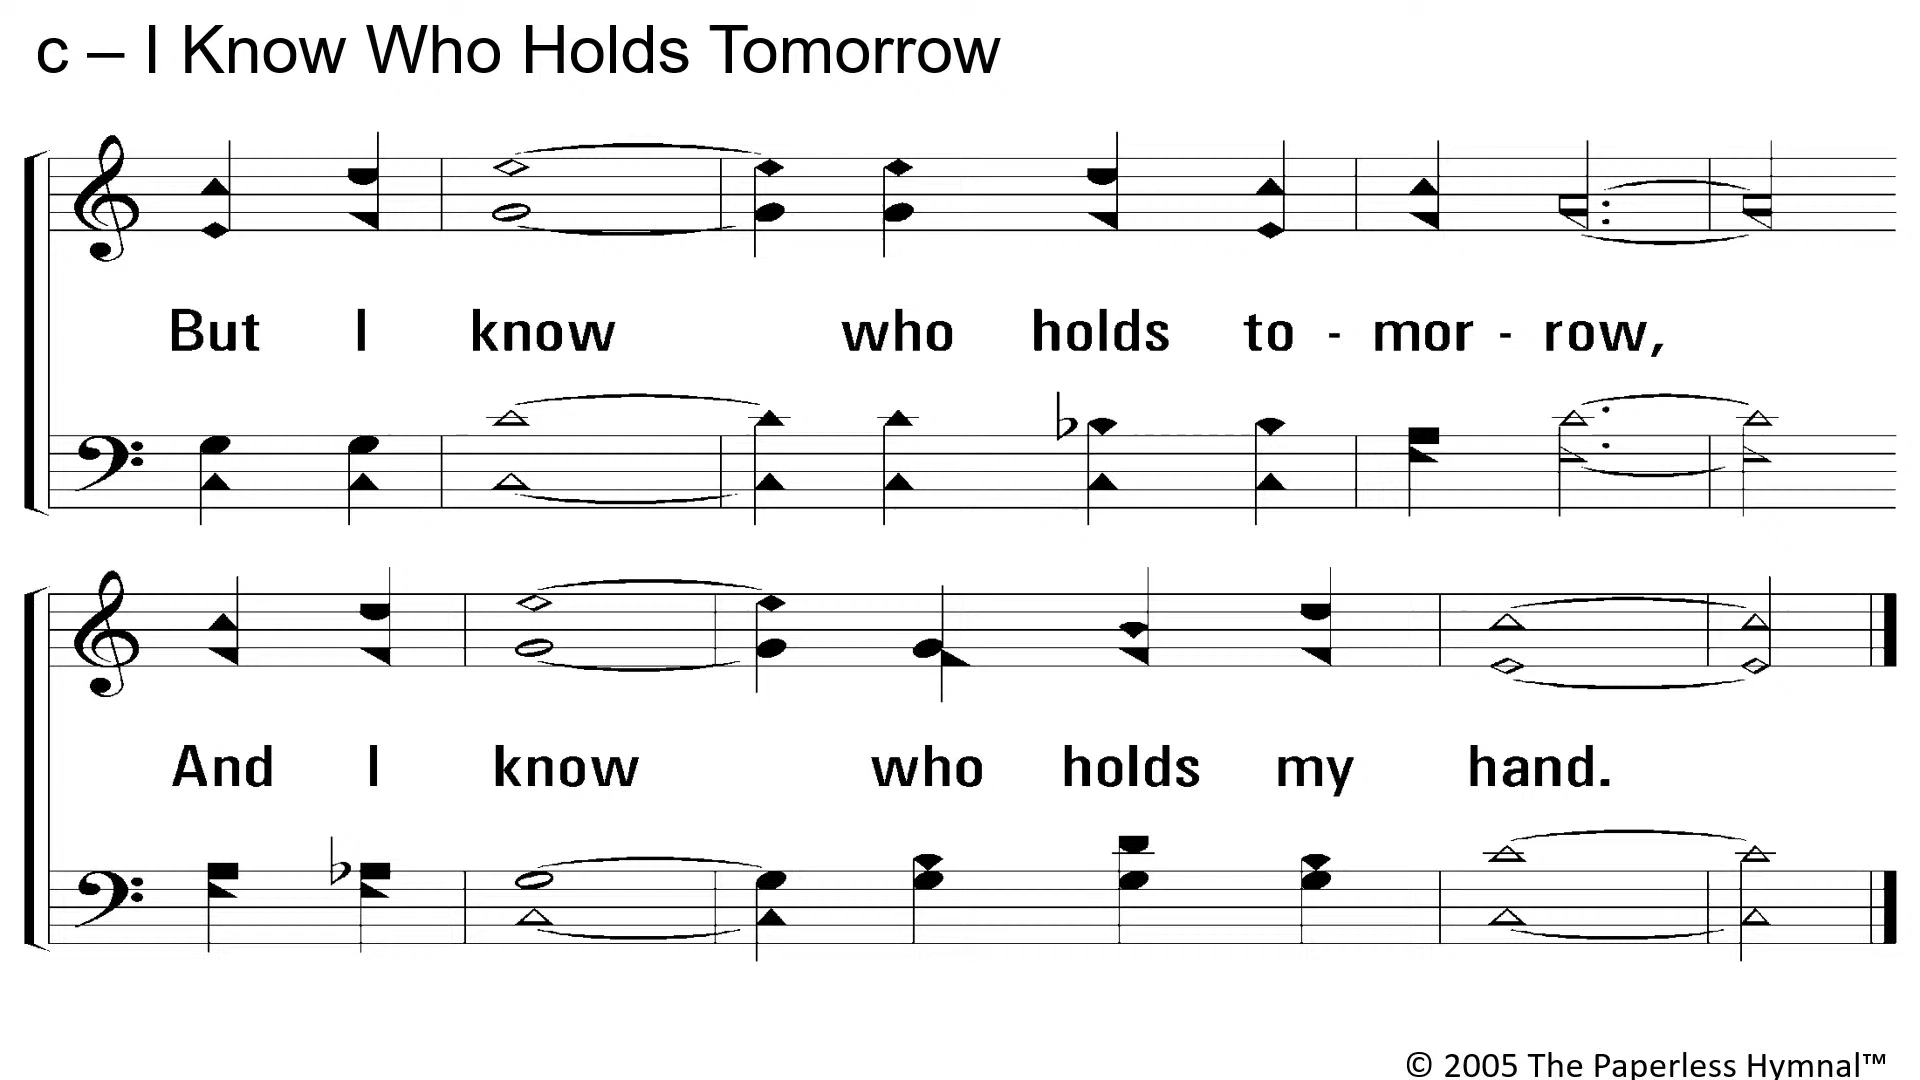 c – I Know Who Holds Tomorrow
But I know who holds to - mor - row,
And I know who holds my hand.
© 2005 The Paperless Hymnal™